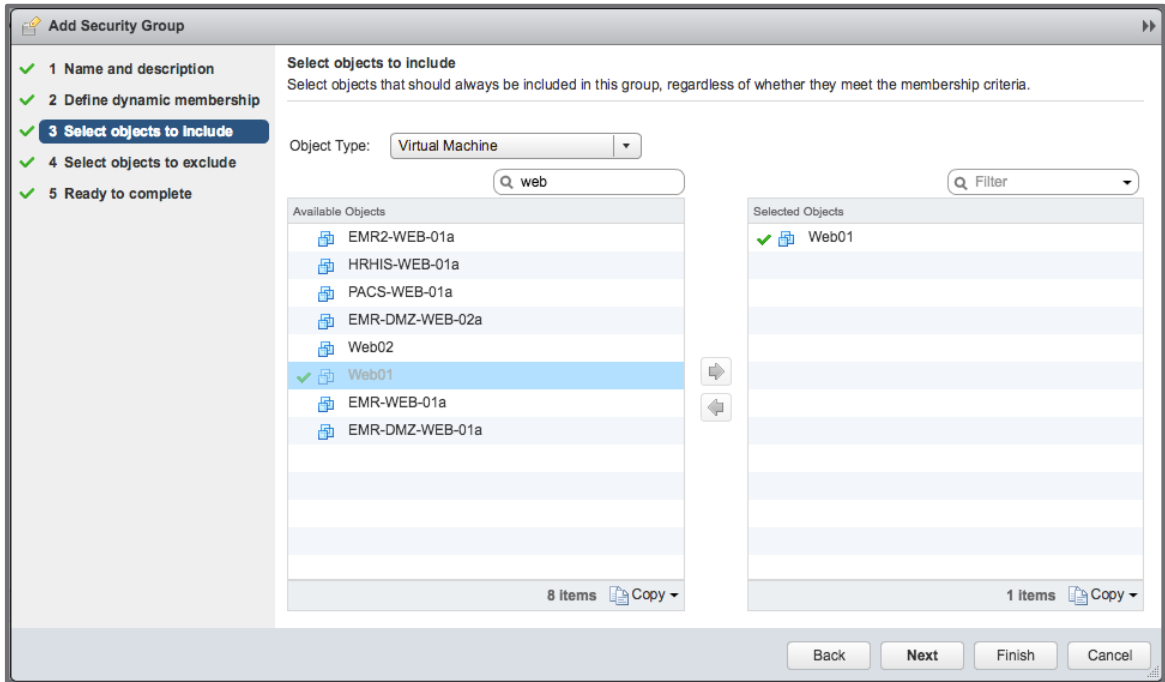 Add Security Group
1 Name and description
2 Define dynamic membership
3 Select objects to include
4 Select objects to exclude
5 Ready to complete
Select objects to include
Select objects that should always be included in this group, regardless of whether they meet the membership criteria.
Object Type: Virtual Machine
web
Available Objects
EMR2-WEB-01a
HRHIS-WEB-01a
PACS-WEB-01a
EMR-DMZ-WEB-02a
Web02
Web01
EMR-WEB-01a
EMR-DMZ-WEB-01a
8 items Copy
Filter
Selected Objects
Web01
1 items Copy
Back Next Finish Cancel